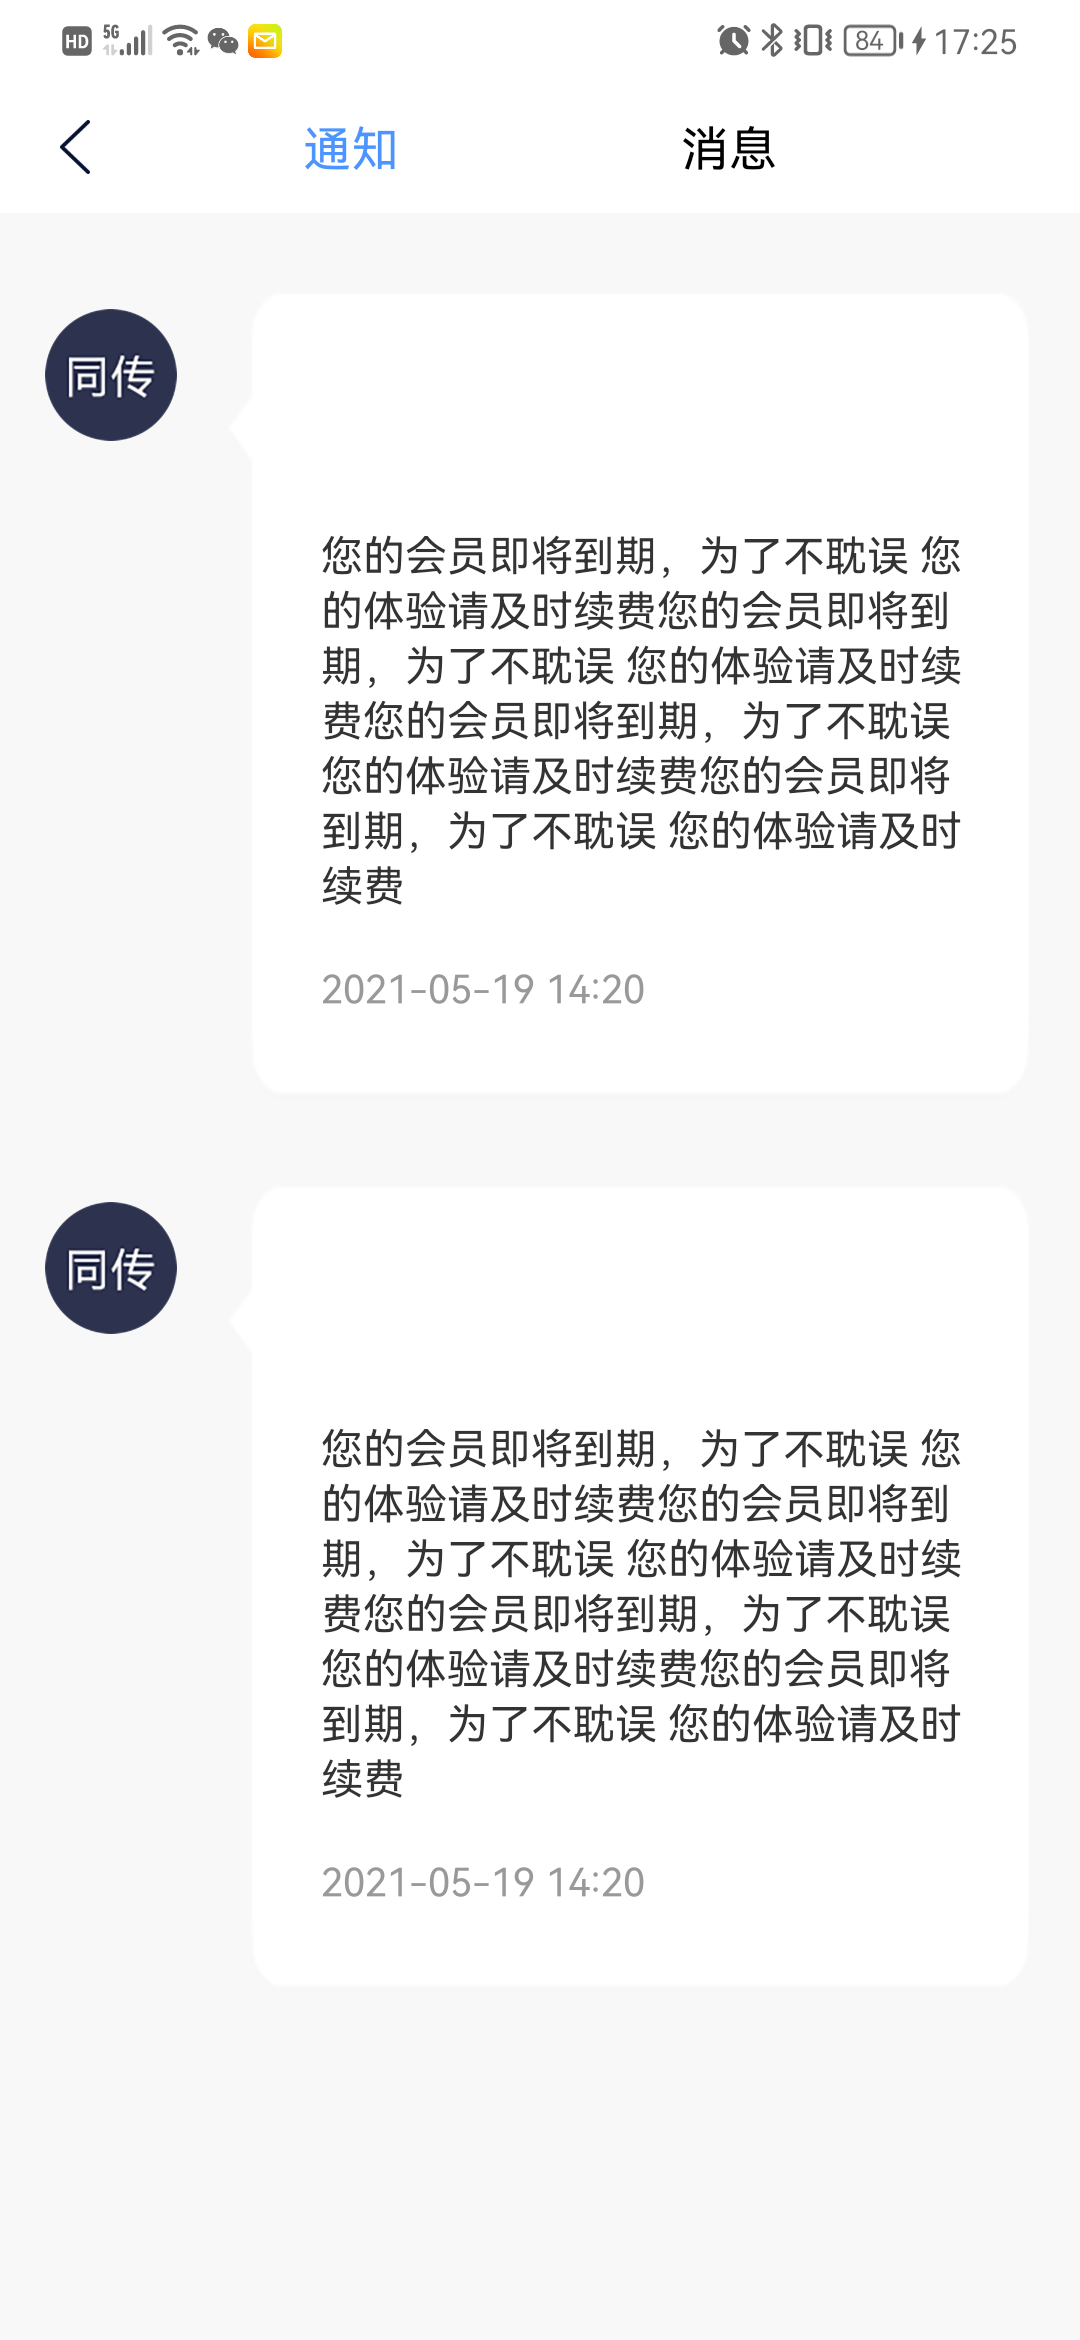 HD 5G 84 17:25
通知 消息
同传
您的会员即将到期，为了不耽误 您
的体验请及时续费您的会员即将到
期，为了不耽误 您的体验请及时续
费您的会员即将到期，为了不耽误
您的体验请及时续费您的会员即将
到期，为了不耽误 您的体验请及时
续费
2021-05-19 14:20
同传
您的会员即将到期，为了不耽误 您
的体验请及时续费您的会员即将到
期，为了不耽误 您的体验请及时续
费您的会员即将到期，为了不耽误
您的体验请及时续费您的会员即将
到期，为了不耽误 您的体验请及时
续费
2021-05-19 14:20